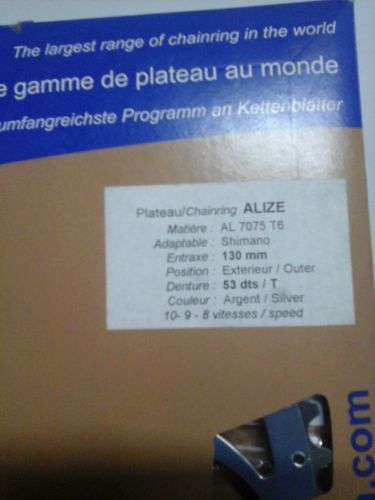 The largest range of chainring in the world
e gamme de plateau au monde
umfangreichste Programm an Kettenblätter
Plateau/Chainring ALIZE
Matière : AL 7075 T6
Adaptable : Shimano
Entraxe : 130 mm
Position : Exterieur / Outer
Denture : 53 dts / T
Couleur : Argent / Silver
10- 9 - 8 vitesses / speed
.com